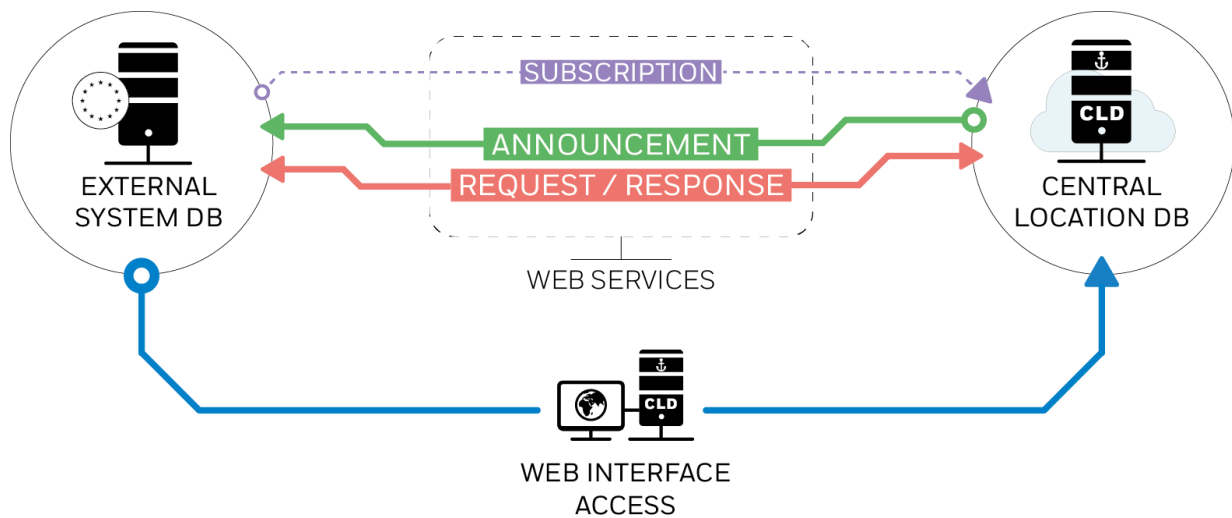 SUBSCRIPTION
ANNOUNCEMENT
REQUEST / RESPONSE
EXTERNAL
SYSTEM DB
CLD
CENTRAL
LOCATION DB
WEB SERVICES
CLD
WEB INTERFACE
ACCESS